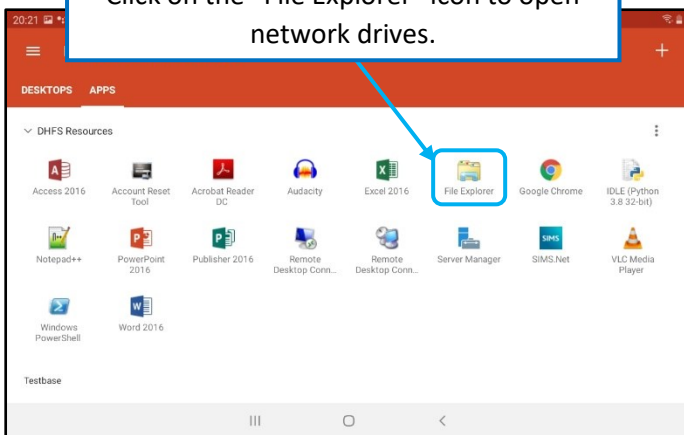 Click on the "File Explorer" icon to open
network drives.
20:21
DESKTOPS APPS
DHFS Resources
Access 2016
Account Reset
Tool
Acrobat Reader
DC
Audacity
Excel 2016
File Explorer
Google Chrome
IDLE (Python
3.8 32-bit)
Notepad++
PowerPoint
2016
Publisher 2016
Remote
Desktop Conn...
Remote
Desktop Conn...
Server Manager
SIMS
SIMS.Net
VLC Media
Player
Windows
PowerShell
Word 2016
Testbase